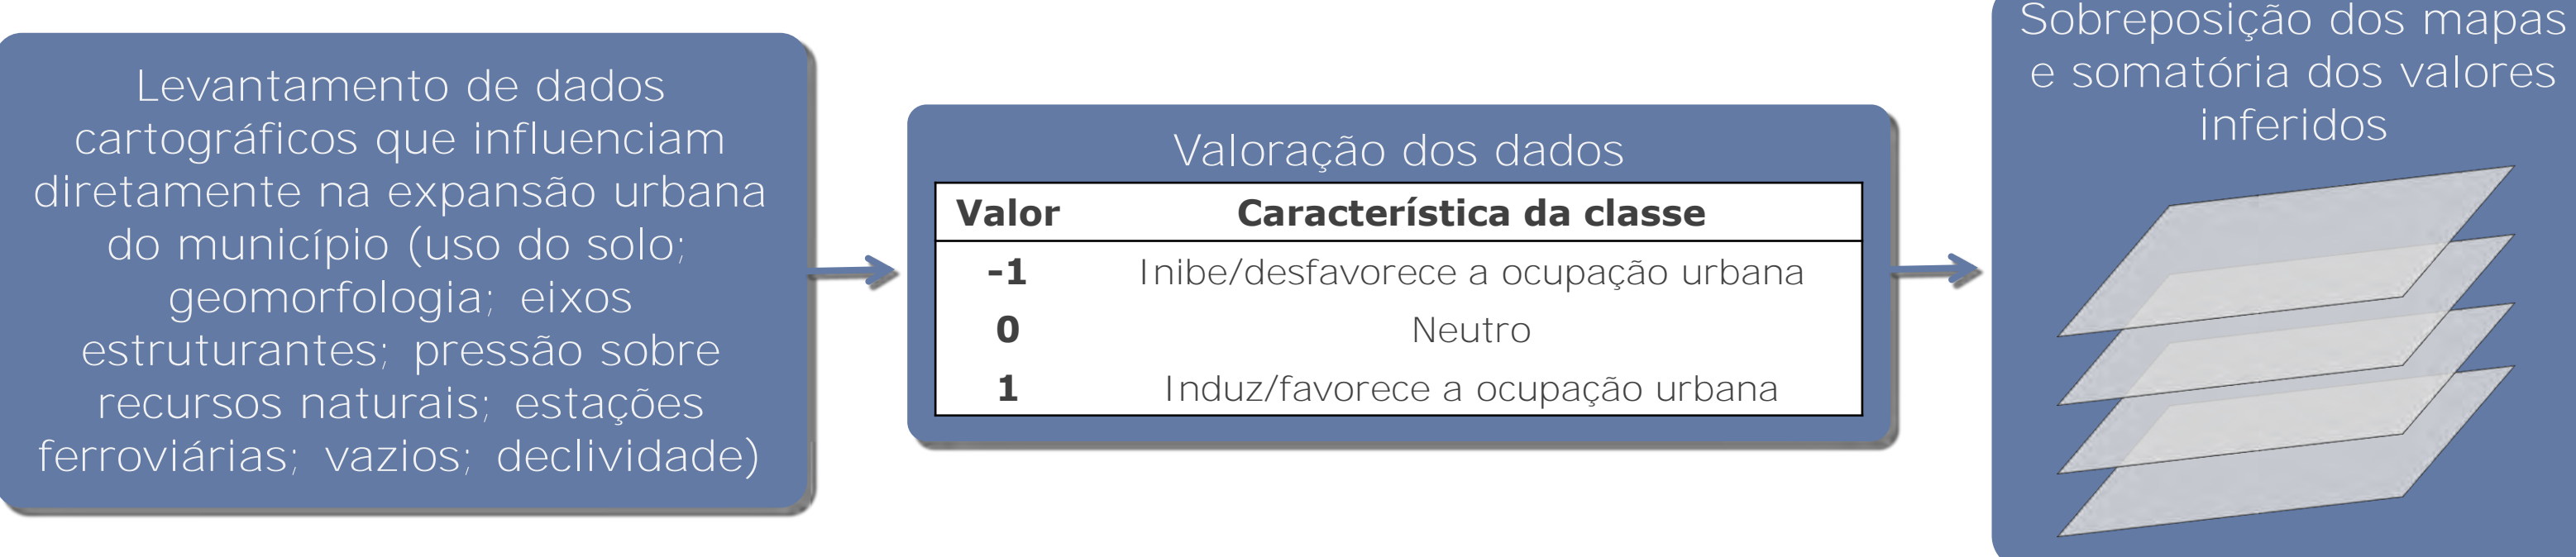 Levantamento de dados
cartográficos que influenciam
diretamente na expansão urbana
do município (uso do solo;
geomorfologia; eixos
estruturantes; pressão sobre
recursos naturais; estações
ferroviárias; vazios; declividade)
Valoração dos dados
Valor Característica da classe
-1 Inibe/desfavorece a ocupação urbana
0 Neutro
1 Induz/favorece a ocupação urbana
Sobreposição dos mapas
e somatória dos valores
inferidos